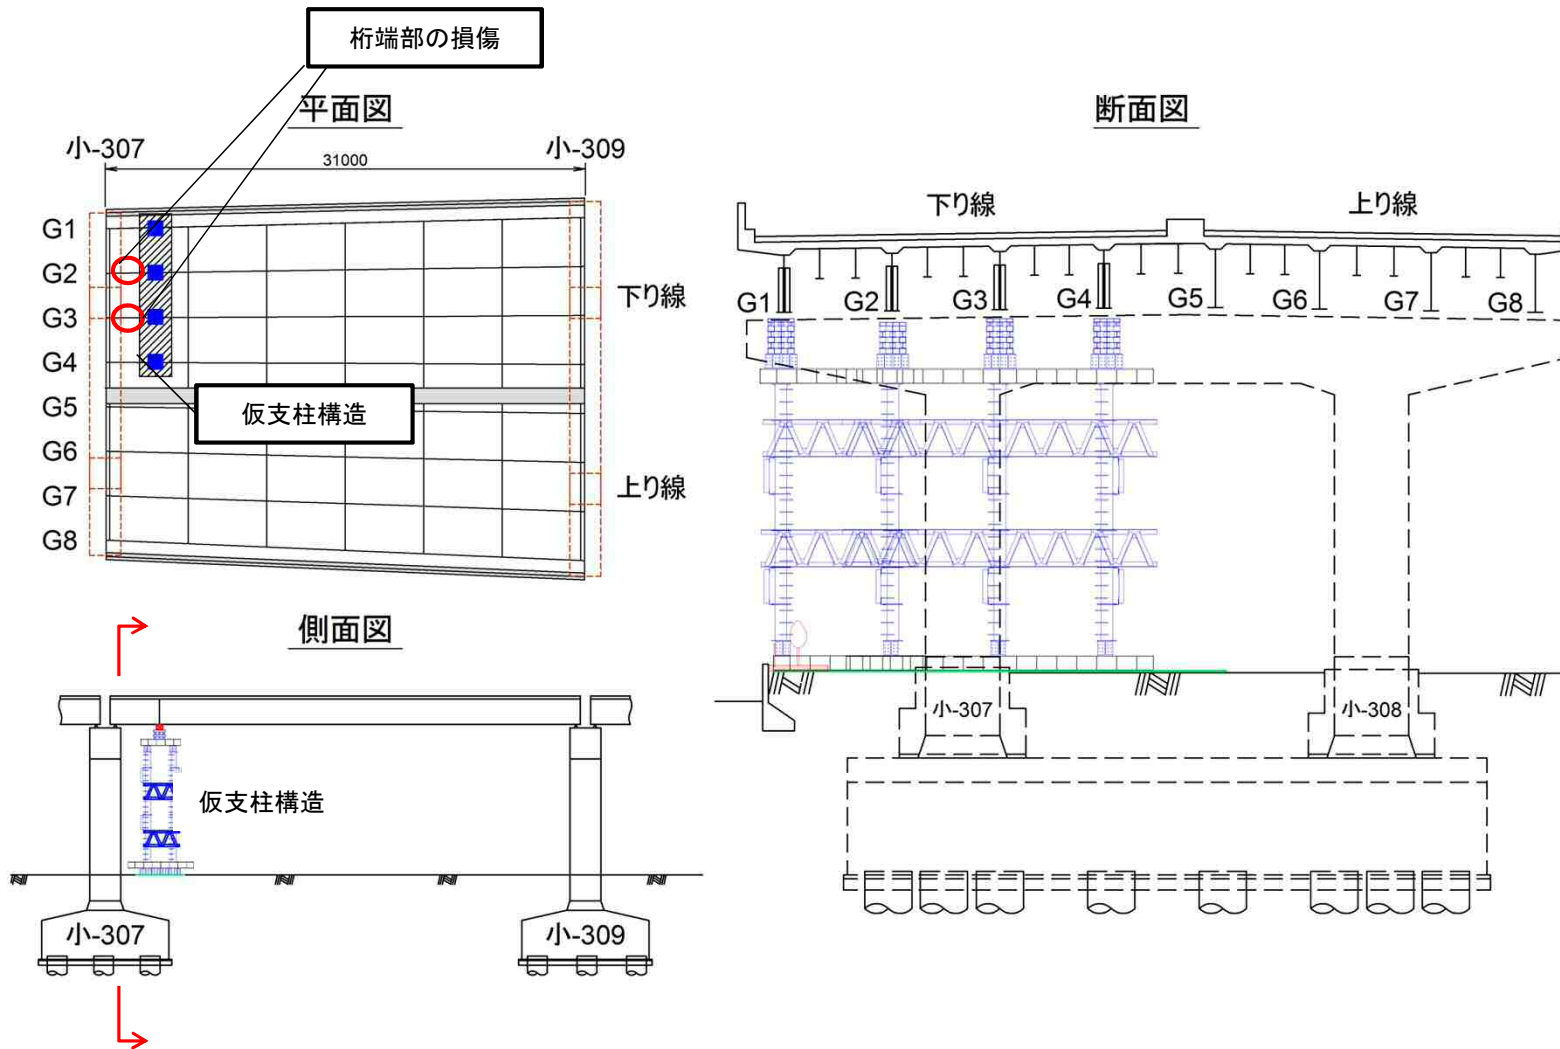 桁端部の損傷
平面図
小-307
31000
小-309
G1
G2
G3
G4
G5
G6
G7
G8
下り線
上り線
仮支柱構造
側面図
仮支柱構造
小-307
小-309
断面図
下り線
上り線
G1
G2
G3
G4
G5
G6
G7
G8
小-307
小-308